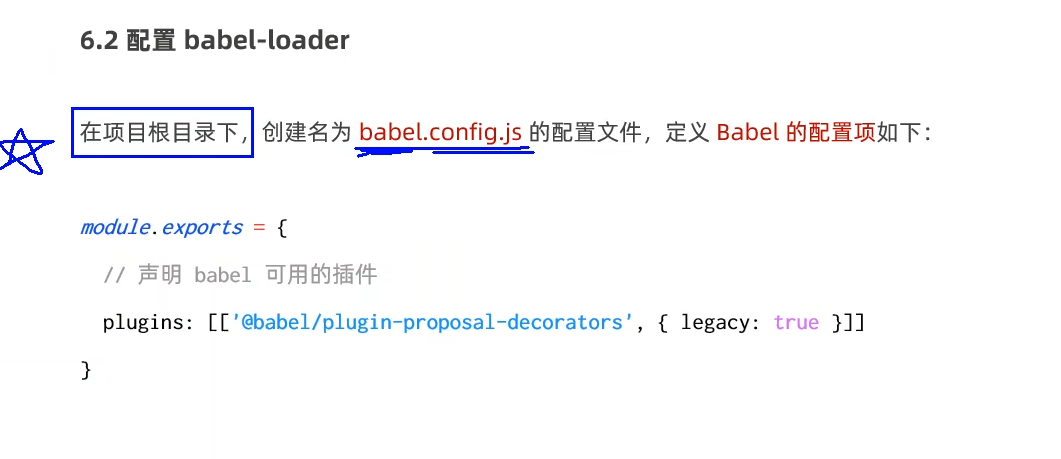 6.2 配置 babel-loader
在项目根目录下，创建名为 babel.config.js 的配置文件，定义 Babel 的配置项如下：
module.exports = {
// 声明 babel 可用的插件
plugins: [['@babel/plugin-proposal-decorators', { legacy: true }]]
}